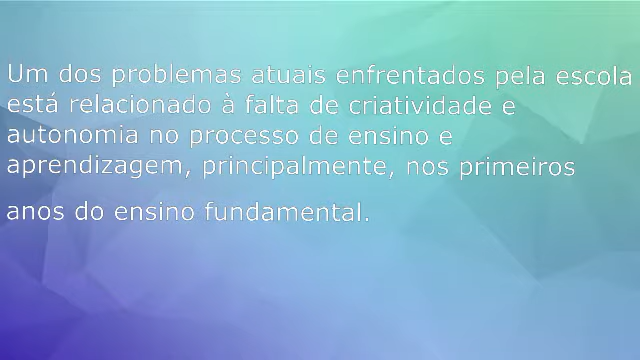 Um dos problemas atuais enfrentados pela escola
está relacionado à falta de criatividade e
autonomia no processo de ensino e
aprendizagem, principalmente, nos primeiros
anos do ensino fundamental.